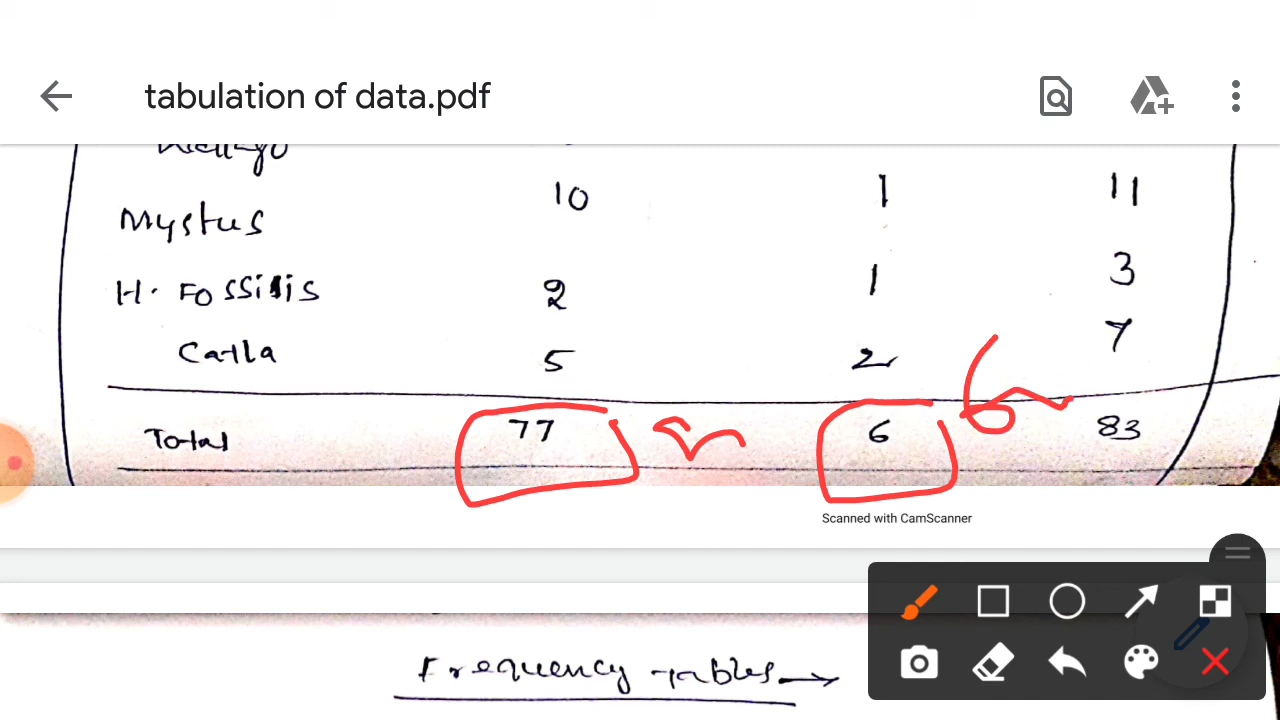 tabulation of data.pdf
10 1 11
Mystus
H. Fossilis 2 1 3
Catla 5 2 7
Total 77 6 83
Scanned with CamScanner
Frequency tables →